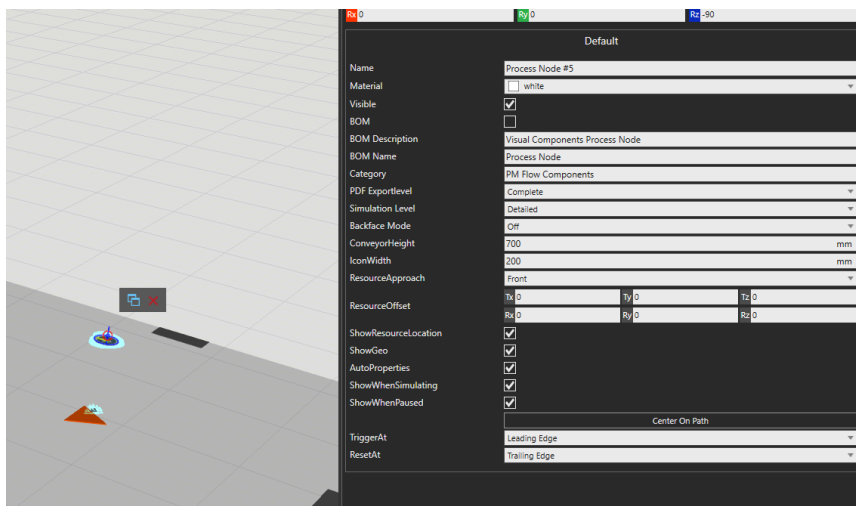 Rx 0 Ry 0 Rz -90
Default
Name Process Node #5
Material white
Visible
BOM
BOM Description Visual Components Process Node
BOM Name Process Node
Category PM Flow Components
PDF Exportlevel Complete
Simulation Level Detailed
Backface Mode Off
ConveyorHeight 700 mm
IconWidth 200 mm
ResourceApproach Front
ResourceOffset
Tx 0 Ty 0 Tz 0
Rx 0 Ry 0 Rz 0
ShowResourceLocation
ShowGeo
AutoProperties
ShowWhenSimulating
ShowWhenPaused
Center On Path
TriggerAt Leading Edge
ResetAt Trailing Edge